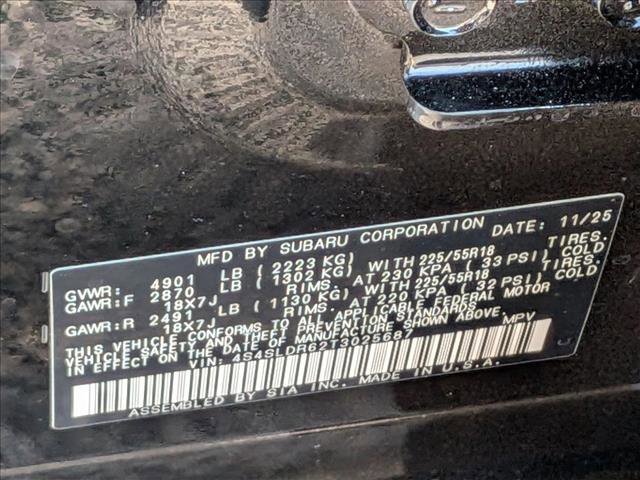 MFD BY SUBARU CORPORATION DATE: 11/25
GVWR: 4901 LB (2223 KG)
GAWR:F 2870 LB (1302 KG) WITH 225/55R18 TIRES.
18X7J RIMS. AT 230 KPA (33 PSI) COLD
GAWR:R 2491 LB (1130 KG) WITH 225/55R18 TIRES.
18X7J RIMS. AT 220 KPA (32 PSI) COLD
THIS VEHICLE CONFORMS TO ALL APPLICABLE FEDERAL MOTOR
VEHICLE SAFETY AND THEFT PREVENTION STANDARDS
IN EFFECT ON THE DATE OF MANUFACTURE SHOWN ABOVE.
VIN: 4S4SLDR62T3025687 MPV
ASSEMBLED BY SIA INC. MADE IN U.S.A.